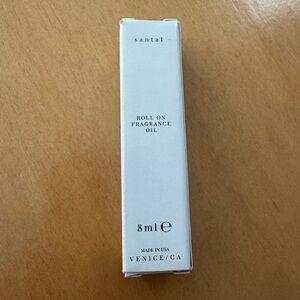 santal
ROLL ON
FRAGRANCE
OIL
8ml ℮
MADE IN USA
VENICE/CA